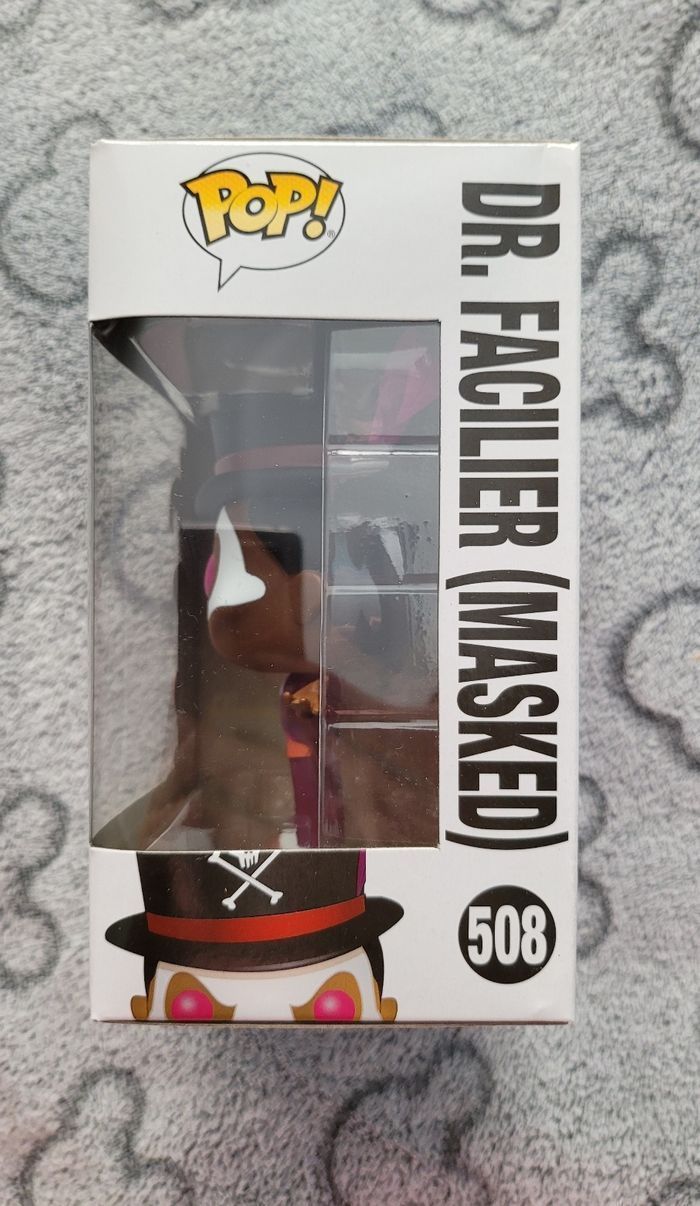 POP!®
DR. FACILIER (MASKED)
508